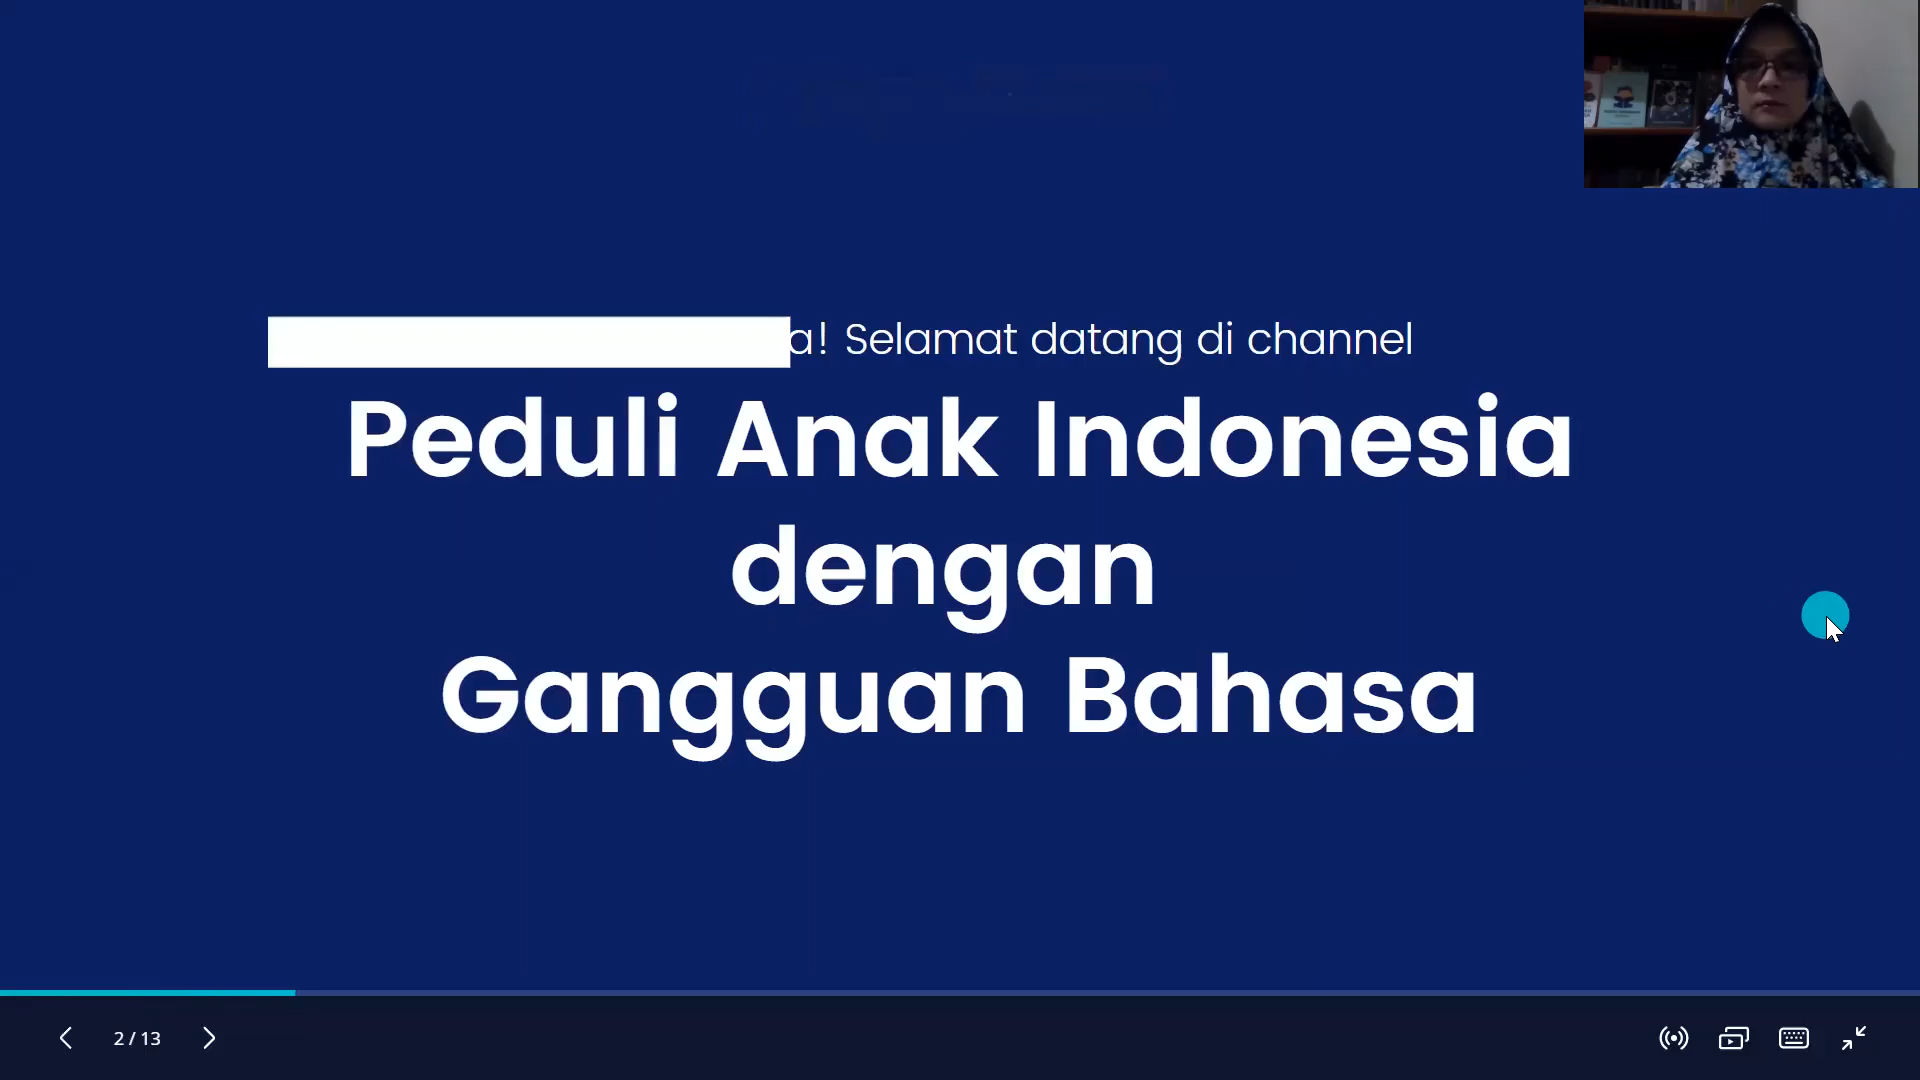 ! Selamat datang di channel
Peduli Anak Indonesia
dengan
Gangguan Bahasa
2 / 13